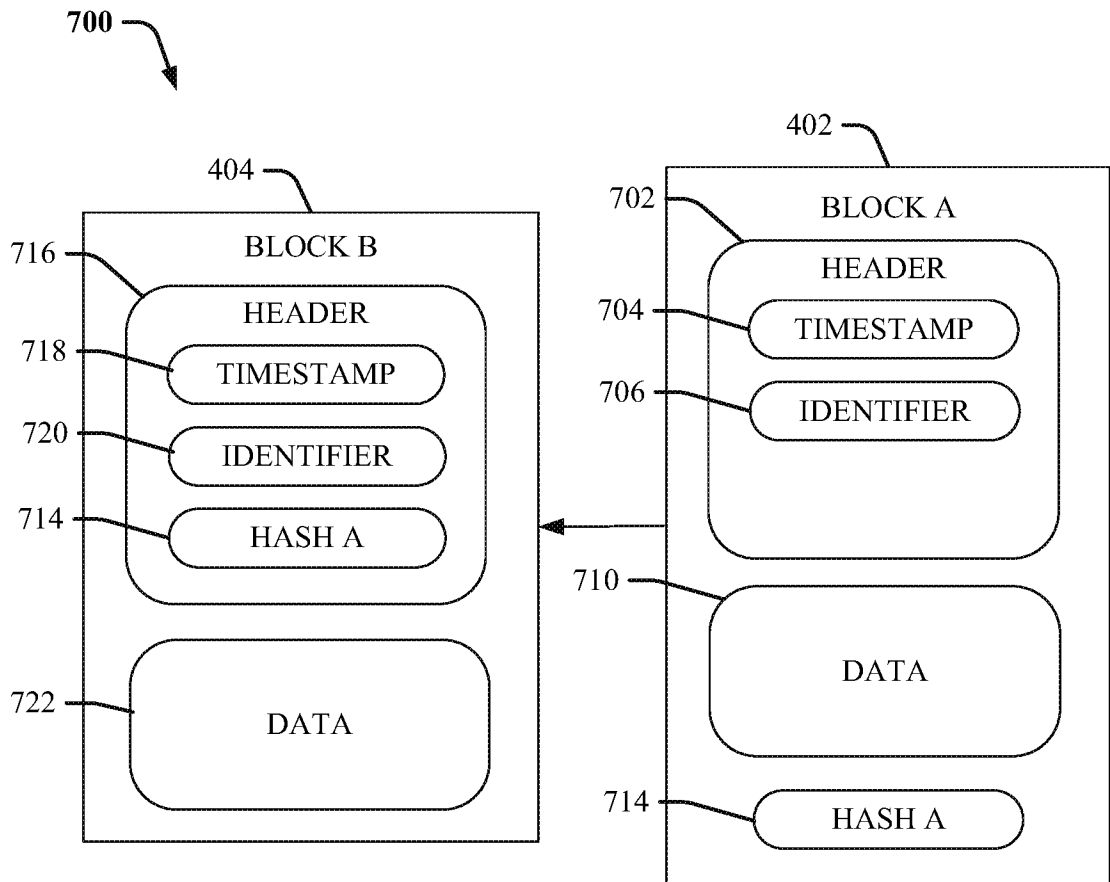 700
404
BLOCK B
716
HEADER
718
TIMESTAMP
720
IDENTIFIER
714
HASH A
722
DATA
402
BLOCK A
702
HEADER
704
TIMESTAMP
706
IDENTIFIER
710
DATA
714
HASH A